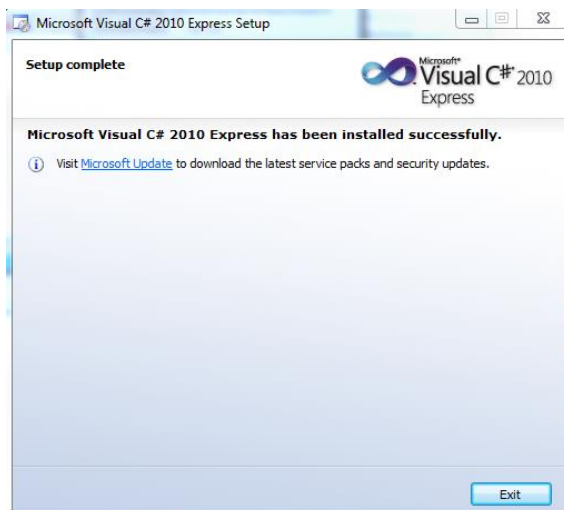 Microsoft Visual C# 2010 Express Setup
Setup complete
Microsoft®
Visual C#® 2010
Express
Microsoft Visual C# 2010 Express has been installed successfully.
Visit Microsoft Update to download the latest service packs and security updates.
Exit